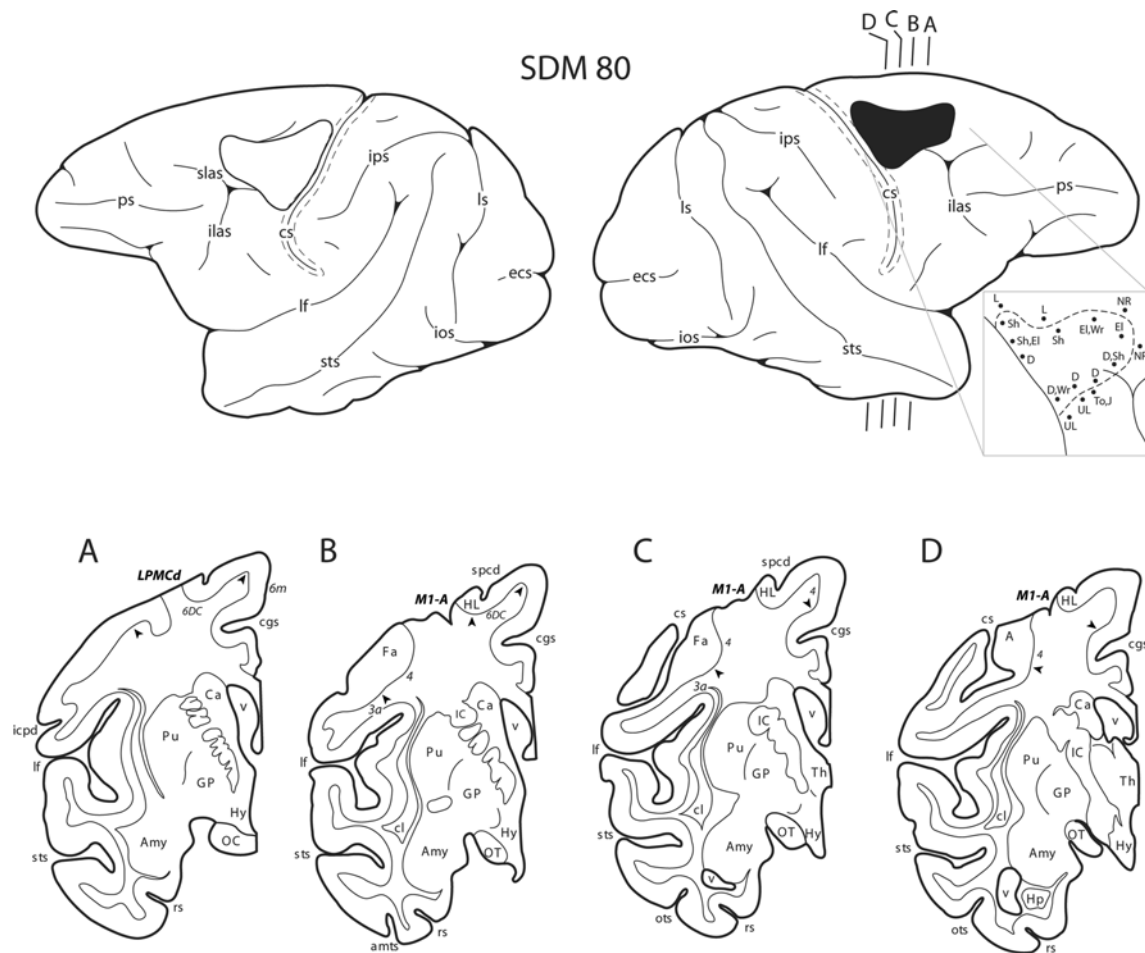 SDM 80
D C B A
slas
ips
ls
ps
ilas
cs
lf
ecs
ios
sts
ips
ls
cs
ps
ilas
lf
ecs
ios
sts
L
L
NR
J
Sh
Sh
El,Wr
El
Sh,El
D
D,Sh
NR
D
D
D,Wr
To,J
UL
UL
A
LPMCd
6DC
6m
cgs
Ca
v
icpd
lf
Pu
GP
Hy
Amy
OC
sts
rs
B
spcd
M1-A
HL
6DC
cgs
Fa
4
3a
IC
Ca
v
lf
Pu
GP
cl
Hy
sts
Amy
OT
rs
amts
C
spcd
M1-A
HL
4
cs
Fa
4
cgs
3a
IC
v
lf
Pu
GP
Th
cl
sts
OT
Hy
Amy
v
ots
rs
D
M1-A
HL
cs
A
4
cgs
Ca
v
lf
Pu
IC
Th
GP
cl
sts
OT
Hy
Amy
v
Hp
ots
rs